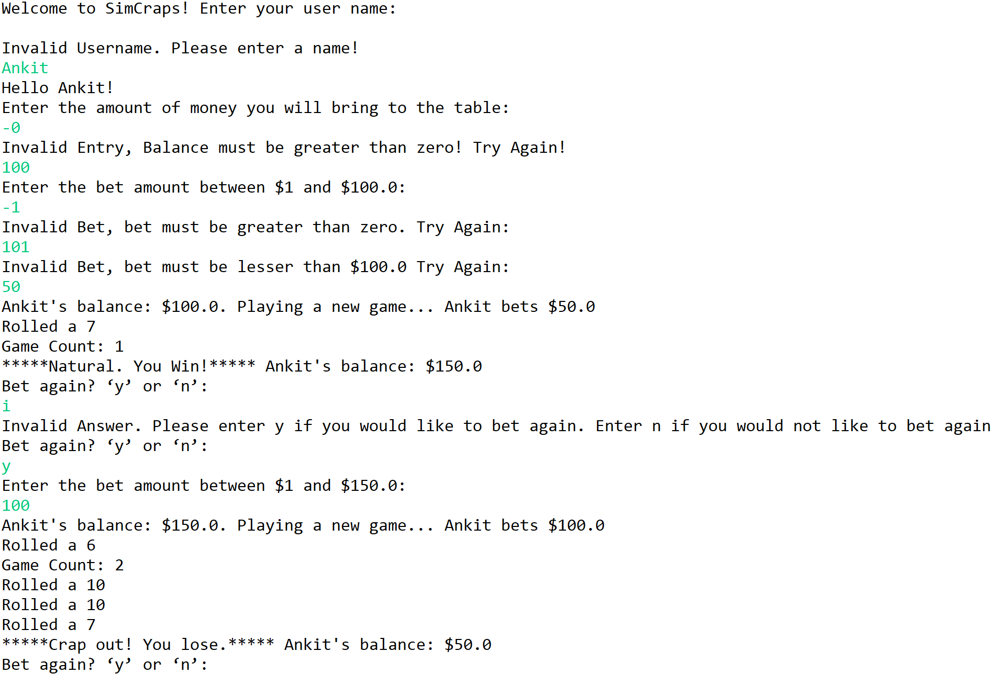 Welcome to SimCraps! Enter your user name:
Invalid Username. Please enter a name!
Ankit
Hello Ankit!
Enter the amount of money you will bring to the table:
-0
Invalid Entry, Balance must be greater than zero! Try Again!
100
Enter the bet amount between $1 and $100.0:
-1
Invalid Bet, bet must be greater than zero. Try Again:
101
Invalid Bet, bet must be lesser than $100.0 Try Again:
50
Ankit's balance: $100.0. Playing a new game... Ankit bets $50.0
Rolled a 7
Game Count: 1
*****Natural. You Win!***** Ankit's balance: $150.0
Bet again? ‘y’ or ‘n’:
i
Invalid Answer. Please enter y if you would like to bet again. Enter n if you would not like to bet again
Bet again? ‘y’ or ‘n’:
y
Enter the bet amount between $1 and $150.0:
100
Ankit's balance: $150.0. Playing a new game... Ankit bets $100.0
Rolled a 6
Game Count: 2
Rolled a 10
Rolled a 10
Rolled a 7
*****Crap out! You lose.***** Ankit's balance: $50.0
Bet again? ‘y’ or ‘n’: